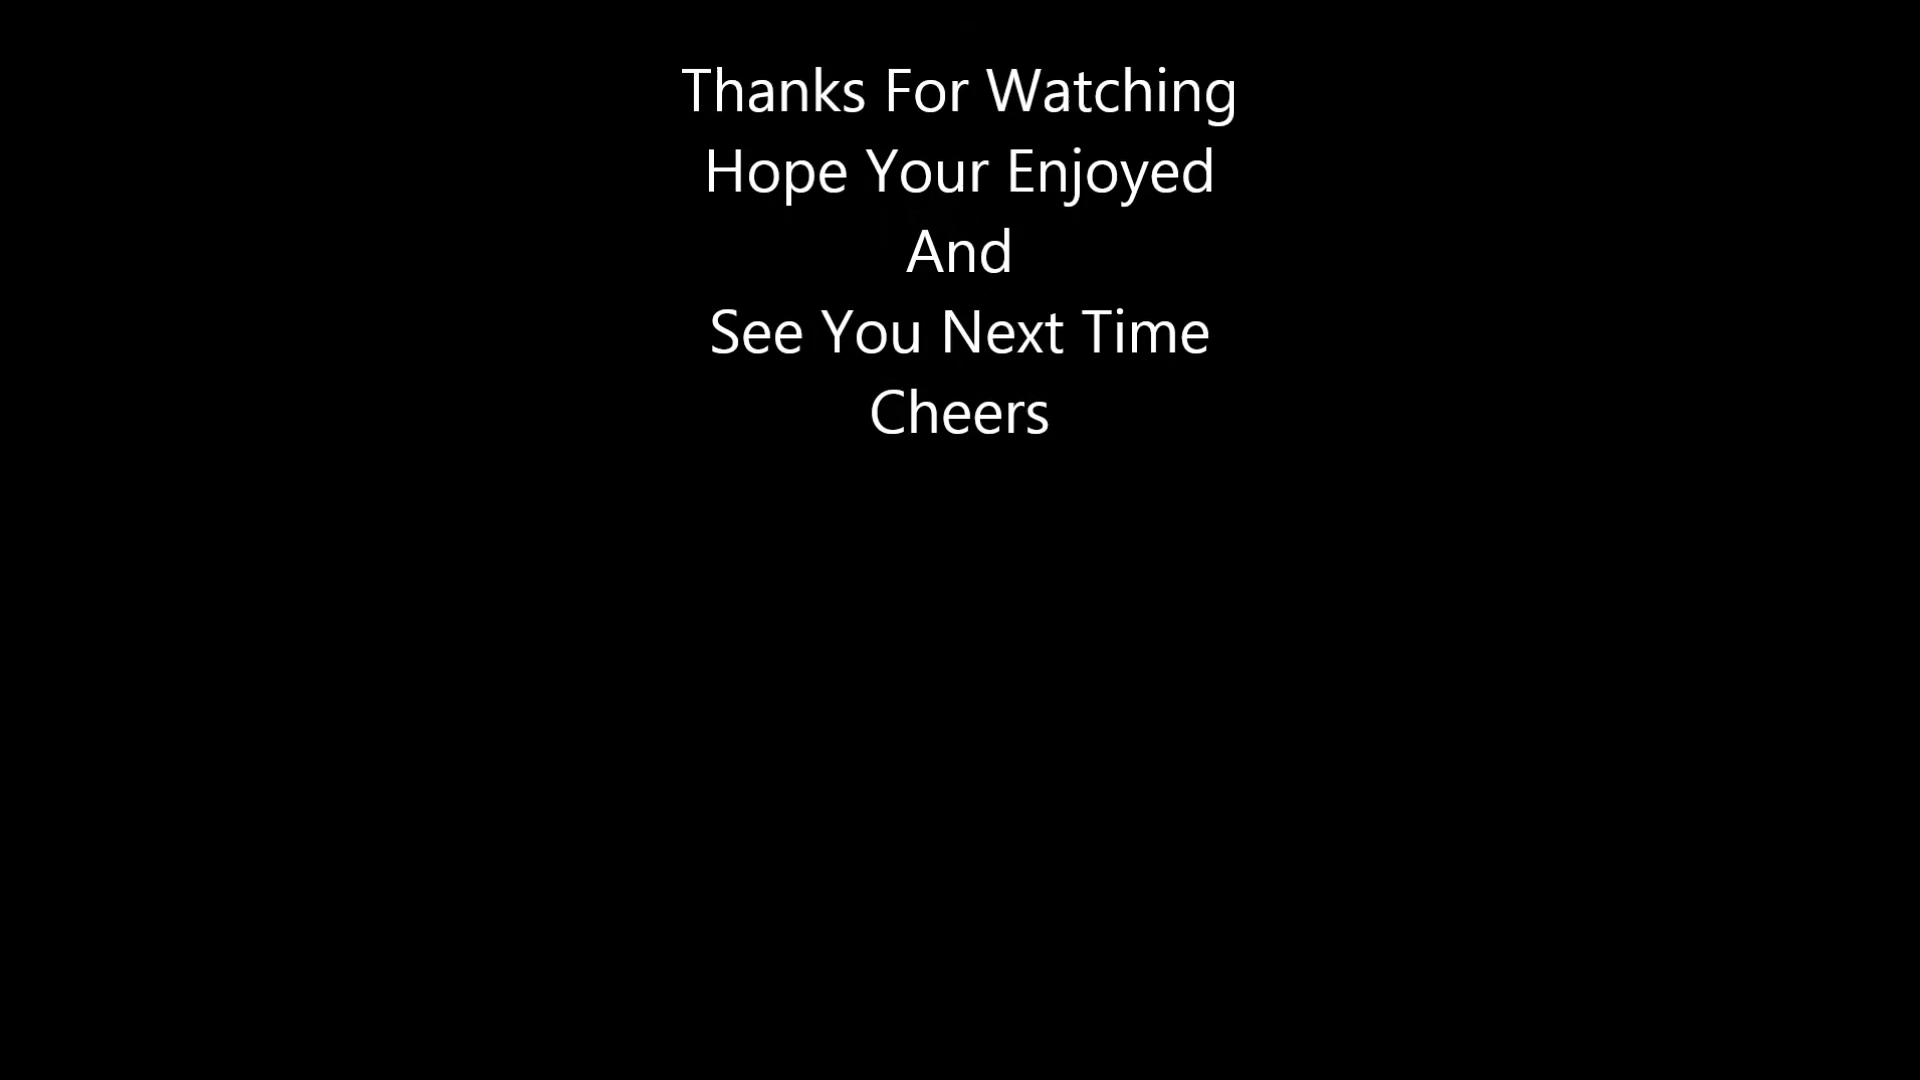 Thanks For Watching
Hope Your Enjoyed
And
See You Next Time
Cheers